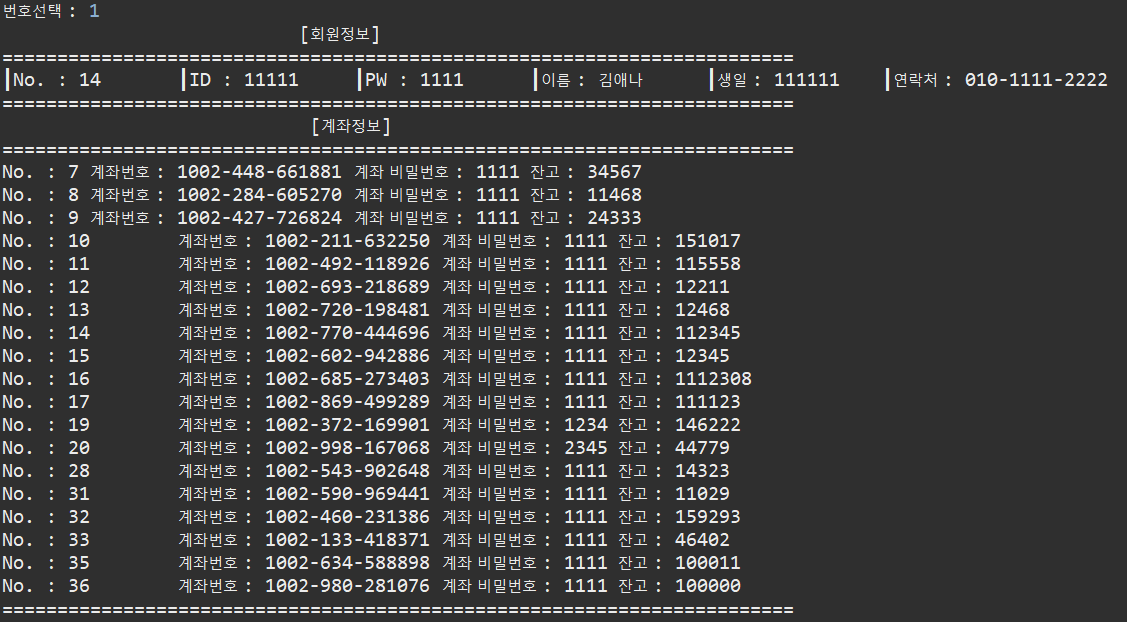 번호선택 : 1
[회원정보]
========================================================================
|No. : 14 |ID : 11111 |PW : 1111 |이름 : 김애나 |생일 : 111111 |연락처 : 010-1111-2222
========================================================================
[계좌정보]
========================================================================
No. : 7 계좌번호 : 1002-448-661881 계좌 비밀번호 : 1111 잔고 : 34567
No. : 8 계좌번호 : 1002-284-605270 계좌 비밀번호 : 1111 잔고 : 11468
No. : 9 계좌번호 : 1002-427-726824 계좌 비밀번호 : 1111 잔고 : 24333
No. : 10 계좌번호 : 1002-211-632250 계좌 비밀번호 : 1111 잔고 : 151017
No. : 11 계좌번호 : 1002-492-118926 계좌 비밀번호 : 1111 잔고 : 115558
No. : 12 계좌번호 : 1002-693-218689 계좌 비밀번호 : 1111 잔고 : 12211
No. : 13 계좌번호 : 1002-720-198481 계좌 비밀번호 : 1111 잔고 : 12468
No. : 14 계좌번호 : 1002-770-444696 계좌 비밀번호 : 1111 잔고 : 112345
No. : 15 계좌번호 : 1002-602-942886 계좌 비밀번호 : 1111 잔고 : 12345
No. : 16 계좌번호 : 1002-685-273403 계좌 비밀번호 : 1111 잔고 : 1112308
No. : 17 계좌번호 : 1002-869-499289 계좌 비밀번호 : 1111 잔고 : 111123
No. : 19 계좌번호 : 1002-372-169901 계좌 비밀번호 : 1234 잔고 : 146222
No. : 20 계좌번호 : 1002-998-167068 계좌 비밀번호 : 2345 잔고 : 44779
No. : 28 계좌번호 : 1002-543-902648 계좌 비밀번호 : 1111 잔고 : 14323
No. : 31 계좌번호 : 1002-590-969441 계좌 비밀번호 : 1111 잔고 : 11029
No. : 32 계좌번호 : 1002-460-231386 계좌 비밀번호 : 1111 잔고 : 159293
No. : 33 계좌번호 : 1002-133-418371 계좌 비밀번호 : 1111 잔고 : 46402
No. : 35 계좌번호 : 1002-634-588898 계좌 비밀번호 : 1111 잔고 : 100011
No. : 36 계좌번호 : 1002-980-281076 계좌 비밀번호 : 1111 잔고 : 100000
========================================================================